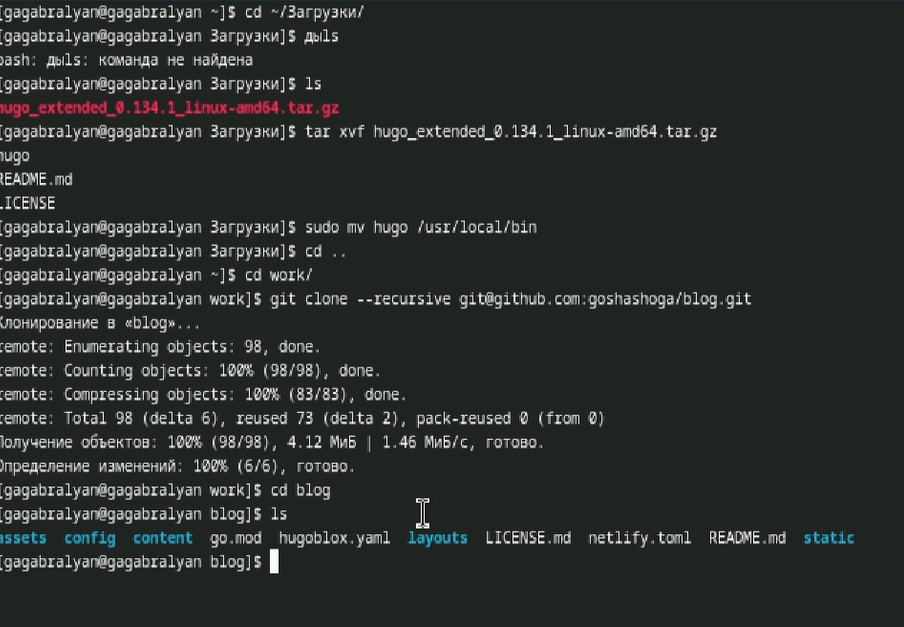 [gagabralyan@gagabralyan ~]$ cd ~/Загрузки/
[gagabralyan@gagabralyan Загрузки]$ дыls
bash: дыls: команда не найдена
[gagabralyan@gagabralyan Загрузки]$ ls
hugo_extended_0.134.1_linux-amd64.tar.gz
[gagabralyan@gagabralyan Загрузки]$ tar xvf hugo_extended_0.134.1_linux-amd64.tar.gz
hugo
README.md
LICENSE
[gagabralyan@gagabralyan Загрузки]$ sudo mv hugo /usr/local/bin
[gagabralyan@gagabralyan Загрузки]$ cd ..
[gagabralyan@gagabralyan ~]$ cd work/
[gagabralyan@gagabralyan work]$ git clone --recursive git@github.com:goshashoga/blog.git
Клонирование в «blog»...
remote: Enumerating objects: 98, done.
remote: Counting objects: 100% (98/98), done.
remote: Compressing objects: 100% (83/83), done.
remote: Total 98 (delta 6), reused 73 (delta 2), pack-reused 0 (from 0)
Получение объектов: 100% (98/98), 4.12 МиБ | 1.46 МиБ/с, готово.
Определение изменений: 100% (6/6), готово.
[gagabralyan@gagabralyan work]$ cd blog
[gagabralyan@gagabralyan blog]$ ls
assets config content go.mod hugoblox.yaml layouts LICENSE.md netlify.toml README.md static
[gagabralyan@gagabralyan blog]$